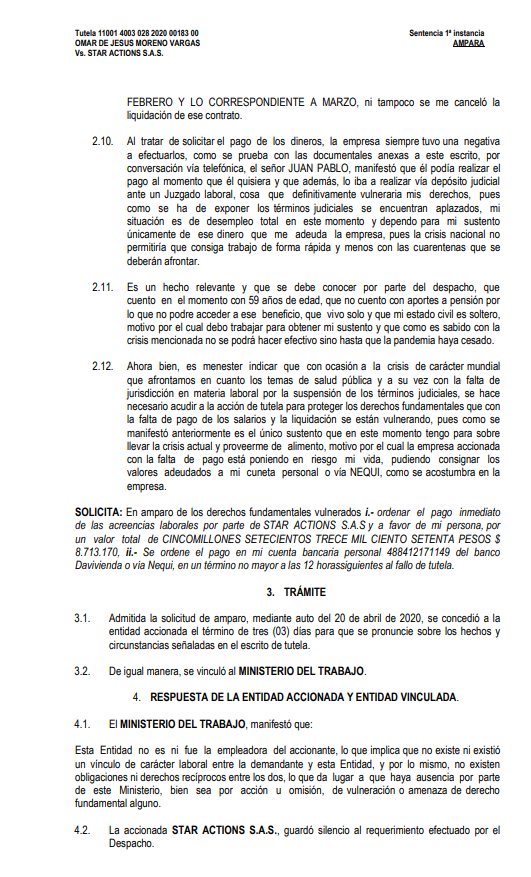 Tutela 11001 4003 028 2020 00183 00
Sentencia 1ª instancia
OMAR DE JESUS MORENO VARGAS
AMPARA
Vs. STAR ACTIONS S.A.S.
FEBRERO Y LO CORRESPONDIENTE A MARZO, ni tampoco se me canceló la
liquidación de ese contrato.
2.10. Al tratar de solicitar el pago de los dineros, la empresa siempre tuvo una negativa
a efectuarlos, como se prueba con las documentales anexas a este escrito, por
conversación vía telefónica, el señor JUAN PABLO, manifestó que él podía realizar el
pago al momento que él quisiera y que además, lo iba a realizar vía depósito judicial
ante un Juzgado laboral, cosa que definitivamente vulneraria mis derechos, pues
como se ha de exponer los términos judiciales se encuentran aplazados, mi
situación es de desempleo total en este momento y dependo para mi sustento
únicamente de ese dinero que me adeuda la empresa, pues la crisis nacional no
permitiría que consiga trabajo de forma rápida y menos con las cuarentenas que se
deberán afrontar.
2.11. Es un hecho relevante y que se debe conocer por parte del despacho, que
cuento en el momento con 59 años de edad, que no cuento con aportes a pensión por
lo que no podre acceder a ese beneficio, que vivo solo y que mi estado civil es soltero,
motivo por el cual debo trabajar para obtener mi sustento y que como es sabido con la
crisis mencionada no se podrá hacer efectivo sino hasta que la pandemia haya cesado.
2.12. Ahora bien, es menester indicar que con ocasión a la crisis de carácter mundial
que afrontamos en cuanto los temas de salud pública y a su vez con la falta de
jurisdicción en materia laboral por la suspensión de los términos judiciales, se hace
necesario acudir a la acción de tutela para proteger los derechos fundamentales que con
la falta de pago de los salarios y la liquidación se están vulnerando, pues como se
manifestó anteriormente es el único sustento que en este momento tengo para sobre
llevar la crisis actual y proveerme de alimento, motivo por el cual la empresa accionada
con la falta de pago está poniendo en riesgo mi vida, pudiendo consignar los
valores adeudados a mi cuneta personal o vía NEQUI, como se acostumbra en la
empresa.
SOLICITA: En amparo de los derechos fundamentales vulnerados i.- ordenar el pago inmediato
de las acreencias laborales por parte de STAR ACTIONS S.A.S y a favor de mi persona, por
un valor total de CINCOMILLONES SETECIENTOS TRECE MIL CIENTO SETENTA PESOS $
8.713.170, ii.- Se ordene el pago en mi cuenta bancaria personal 488412171149 del banco
Davivienda o via Nequi, en un término no mayor a las 12 horassiguientes al fallo de tutela.
3. TRÁMITE
3.1. Admitida la solicitud de amparo, mediante auto del 20 de abril de 2020, se concedió a la
entidad accionada el término de tres (03) días para que se pronuncie sobre los hechos y
circunstancias señaladas en el escrito de tutela.
3.2. De igual manera, se vinculó al MINISTERIO DEL TRABAJO.
4. RESPUESTA DE LA ENTIDAD ACCIONADA Y ENTIDAD VINCULADA.
4.1. El MINISTERIO DEL TRABAJO, manifestó que:
Esta Entidad no es ni fue la empleadora del accionante, lo que implica que no existe ni existió
un vínculo de carácter laboral entre la demandante y esta Entidad, y por lo mismo, no existen
obligaciones ni derechos recíprocos entre los dos, lo que da lugar a que haya ausencia por parte
de este Ministerio, bien sea por acción u omisión, de vulneración o amenaza de derecho
fundamental alguno.
4.2. La accionada STAR ACTIONS S.A.S., guardó silencio al requerimiento efectuado por el
Despacho.